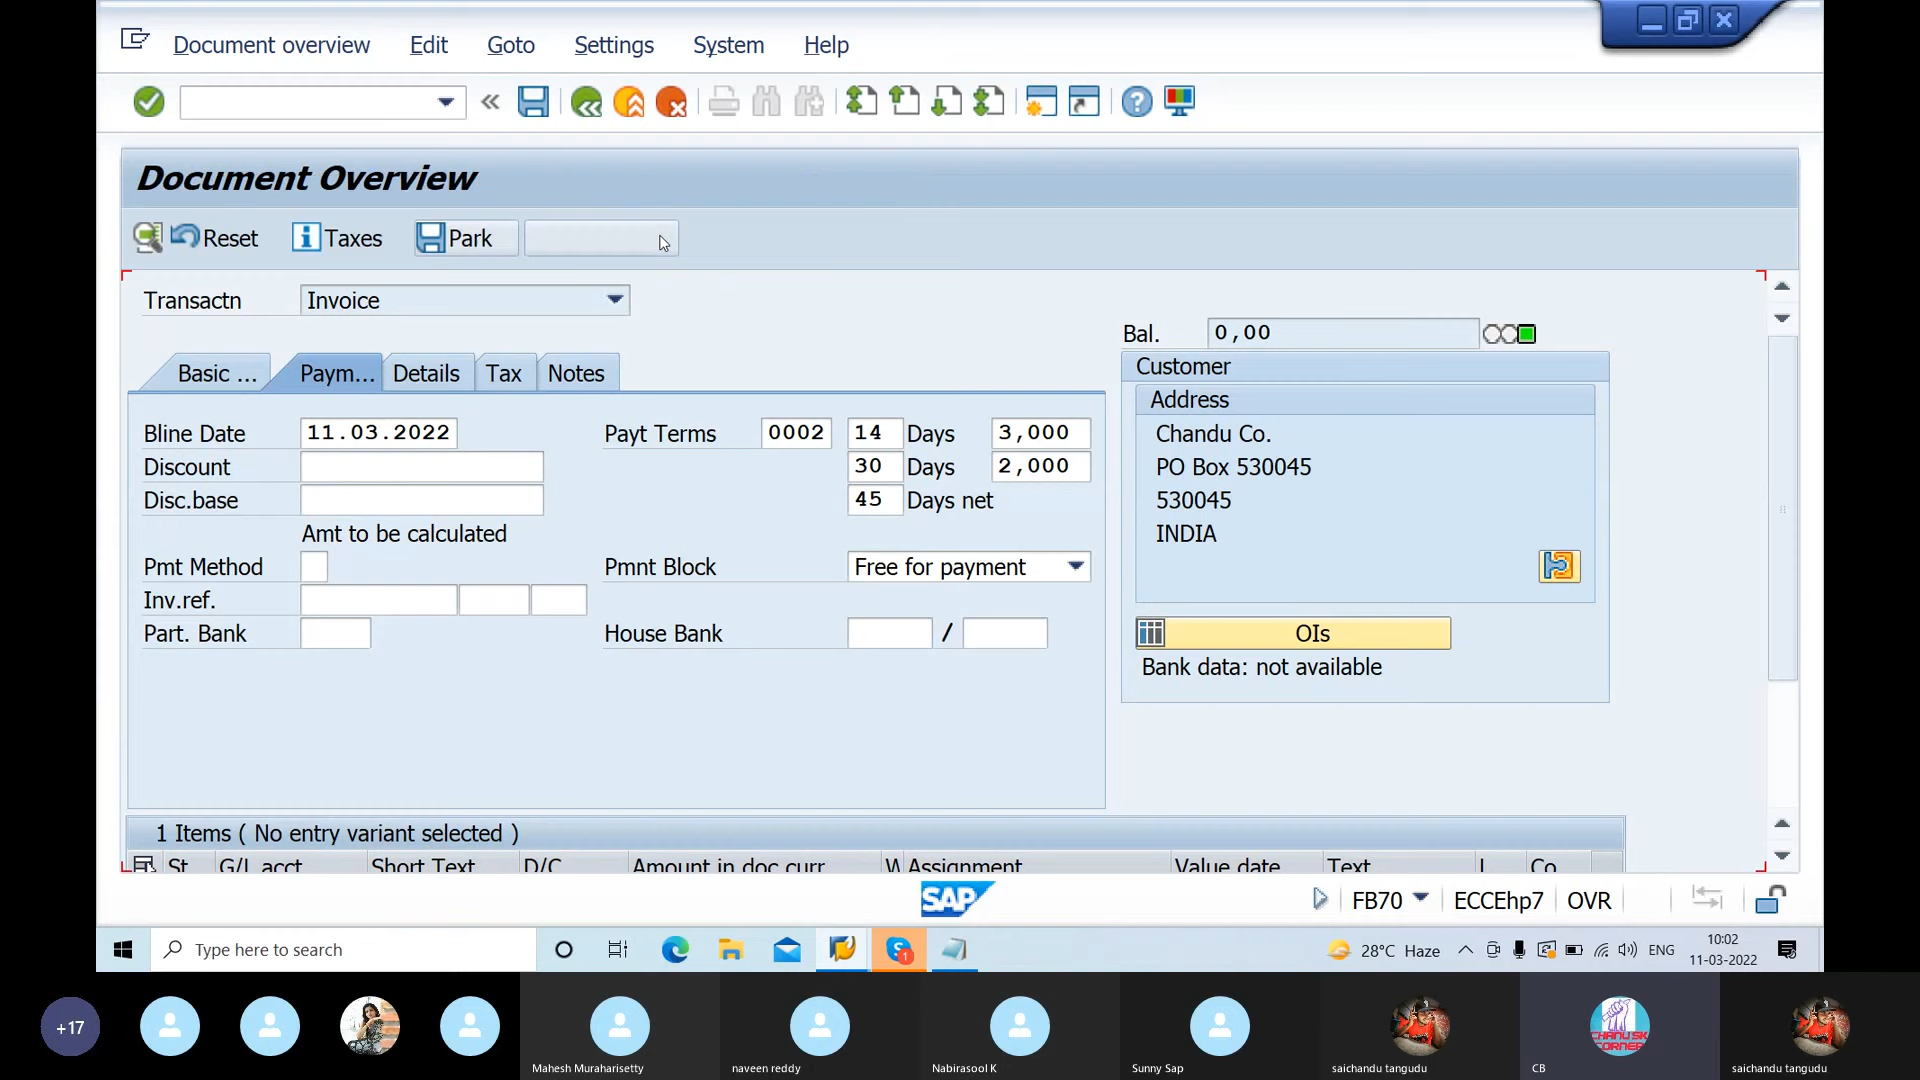 Document overview Edit Goto Settings System Help
Document Overview
Reset Taxes Park
Transactn Invoice
Bal. 0,00
Customer
Basic ... Paym... Details Tax Notes
Address
Bline Date 11.03.2022 Payt Terms 0002 14 Days 3,000
Chandu Co.
Discount 30 Days 2,000
PO Box 530045
Disc.base 45 Days net
530045
Amt to be calculated
INDIA
Pmt Method Pmnt Block Free for payment
Inv.ref.
Part. Bank House Bank /
OIs
Bank data: not available
1 Items ( No entry variant selected )
St G/L acct Short Text D/C Amount in doc.curr. W Assignment Value date Text L Co
SAP FB70 ECCEhp7 OVR
Type here to search 1 28°C Haze ENG 10:02
11-03-2022
+17
CHANUSK CORNER
Mahesh Muraharisetty naveen reddy Nabirasool K Sunny Sap saichandu tangudu CB saichandu tangudu